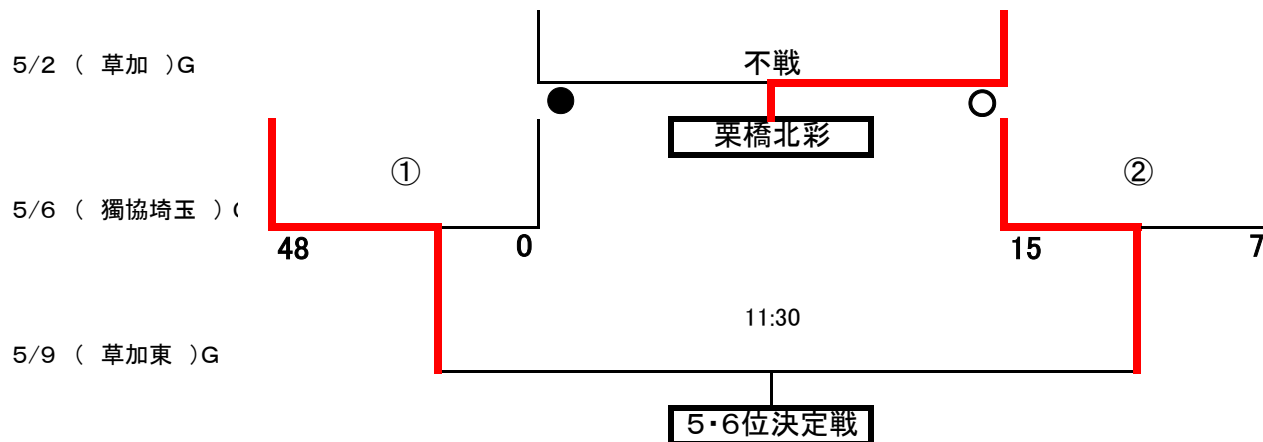 5/2 ( 草加 )G
不戦
● ○
栗橋北彩
① ②
5/6 ( 獨協埼玉 )
48 0 15 7
11:30
5/9 ( 草加東 )G
5・6位決定戦